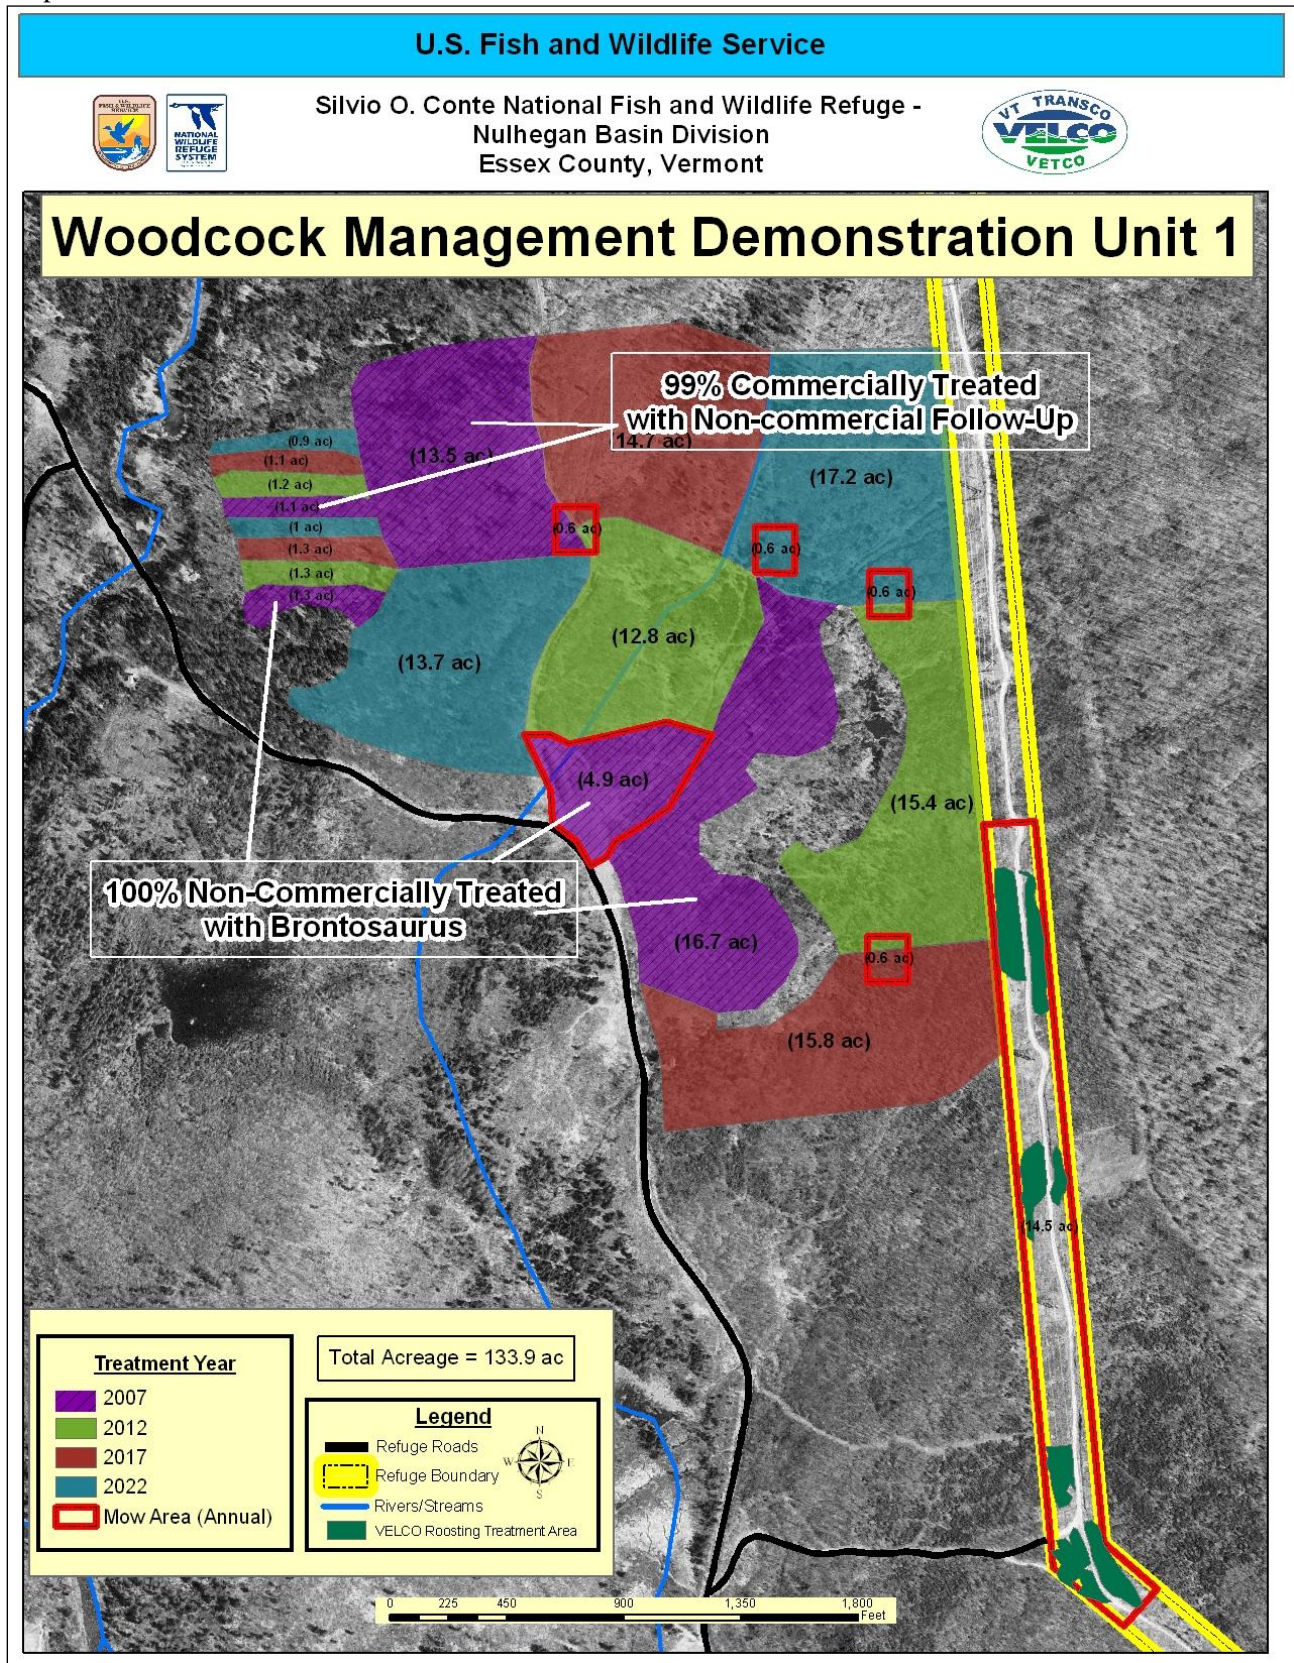 U.S. Fish and Wildlife Service
U.S.
FISH & WILDLIFE
SERVICE
NATIONAL
WILDLIFE
REFUGE
SYSTEM
Silvio O. Conte National Fish and Wildlife Refuge -
Nulhegan Basin Division
Essex County, Vermont
VT TRANSCO
VELCO
VETCO
Woodcock Management Demonstration Unit 1
99% Commercially Treated
with Non-commercial Follow-Up
(13.5 ac)
14.7 ac)
(17.2 ac)
(0.9 ac)
(1.1 ac)
(1.2 ac)
(1.1 ac)
(1 ac)
(1.3 ac)
(1.3 ac)
(1.3 ac)
(0.6 ac)
(0.6 ac)
(0.6 ac)
(13.7 ac)
(12.8 ac)
(4.9 ac)
(15.4 ac)
100% Non-Commercially Treated
with Brontosaurus
(16.7 ac)
(0.6 ac)
(15.8 ac)
(14.5 ac)
Treatment Year
2007
2012
2017
2022
Mow Area (Annual)
Total Acreage = 133.9 ac
Legend
Refuge Roads
Refuge Boundary
Rivers/Streams
VELCO Roosting Treatment Area
N
W
E
S
0 225 450 900 1,350 1,800
Feet